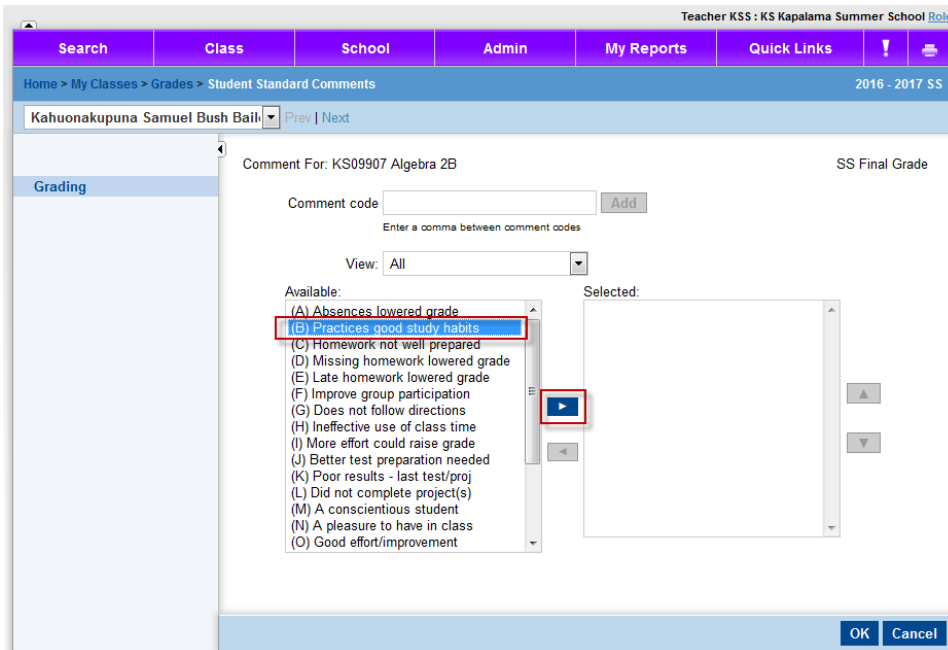 Teacher KSS : KS Kapalama Summer School Role
Search Class School Admin My Reports Quick Links !
Home > My Classes > Grades > Student Standard Comments 2016 - 2017 SS
Kahuonakupuna Samuel Bush Bail Prev | Next
Comment For: KS09907 Algebra 2B SS Final Grade
Grading
Comment code Add
Enter a comma between comment codes
View: All
Available: Selected:
(A) Absences lowered grade
(B) Practices good study habits
(C) Homework not well prepared
(D) Missing homework lowered grade
(E) Late homework lowered grade
(F) Improve group participation
(G) Does not follow directions
(H) Ineffective use of class time
(I) More effort could raise grade
(J) Better test preparation needed
(K) Poor results - last test/proj
(L) Did not complete project(s)
(M) A conscientious student
(N) A pleasure to have in class
(O) Good effort/improvement
OK Cancel